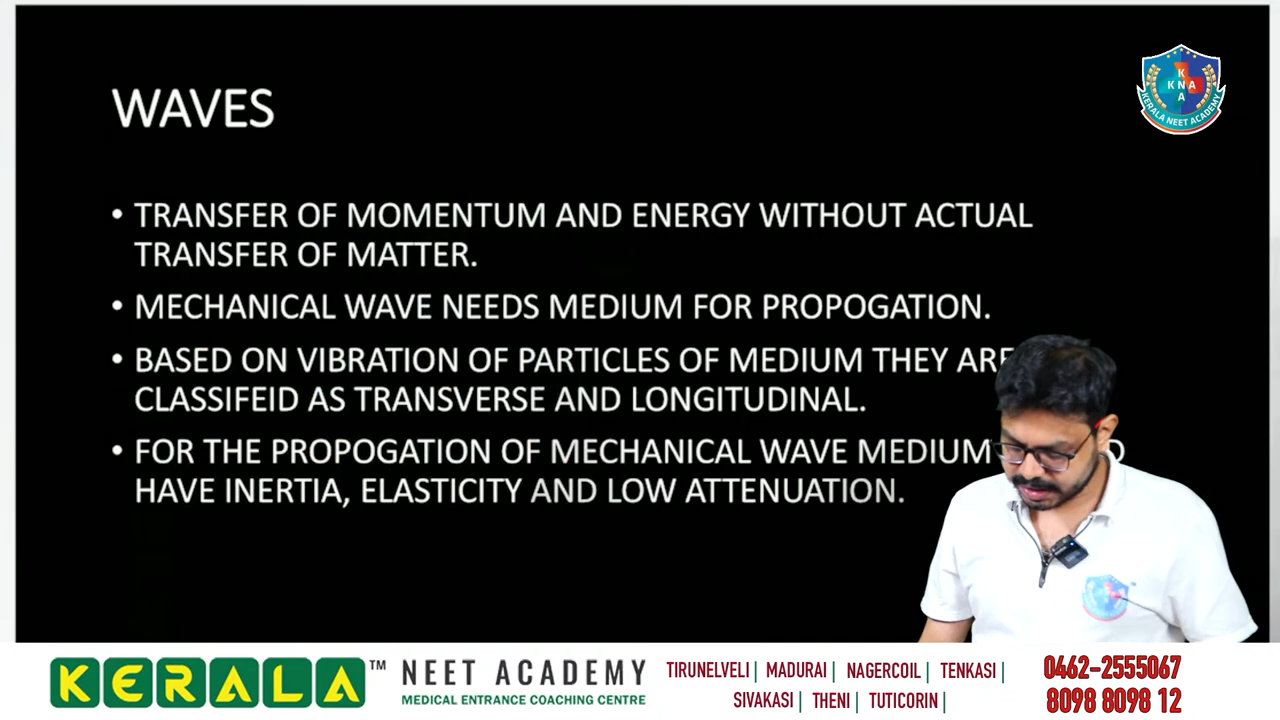 WAVES
• TRANSFER OF MOMENTUM AND ENERGY WITHOUT ACTUAL
TRANSFER OF MATTER.
• MECHANICAL WAVE NEEDS MEDIUM FOR PROPOGATION.
• BASED ON VIBRATION OF PARTICLES OF MEDIUM THEY ARE
CLASSIFEID AS TRANSVERSE AND LONGITUDINAL.
• FOR THE PROPOGATION OF MECHANICAL WAVE MEDIUM
HAVE INERTIA, ELASTICITY AND LOW ATTENUATION.
K
KNA
A
KERALA NEET ACADEMY
KERALA™ NEET ACADEMY
MEDICAL ENTRANCE COACHING CENTRE
TIRUNELVELI | MADURAI | NAGERCOIL | TENKASI |
SIVAKASI | THENI | TUTICORIN |
0462-2555067
8098 8098 12